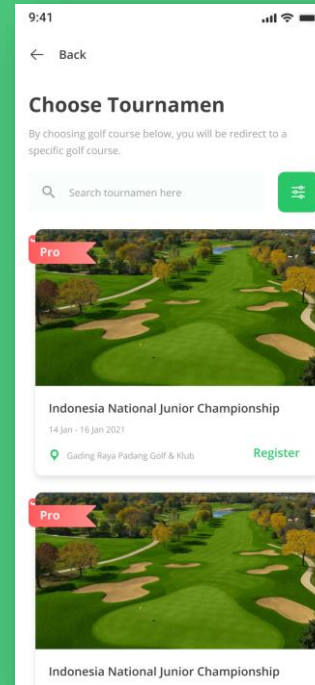 9:41
Back
Choose Tournamen
By choosing golf course below, you will be redirect to a
specific golf course.
Search tournamen here
Pro
Indonesia National Junior Championship
14 Jan - 16 Jan 2021
Gading Raya Padang Golf & Klub
Register
Pro
Indonesia National Junior Championship